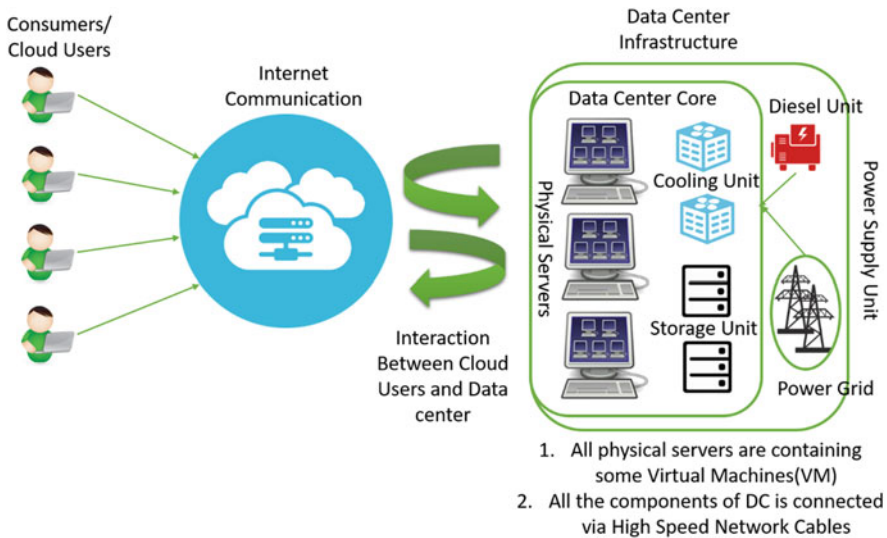 Consumers/
Cloud Users
Internet
Communication
Interaction
Between Cloud
Users and Data
center
Data Center
Infrastructure
Data Center Core
Physical Servers
Cooling Unit
Storage Unit
Diesel Unit
Power Supply Unit
Power Grid
1. All physical servers are containing
some Virtual Machines(VM)
2. All the components of DC is connected
via High Speed Network Cables